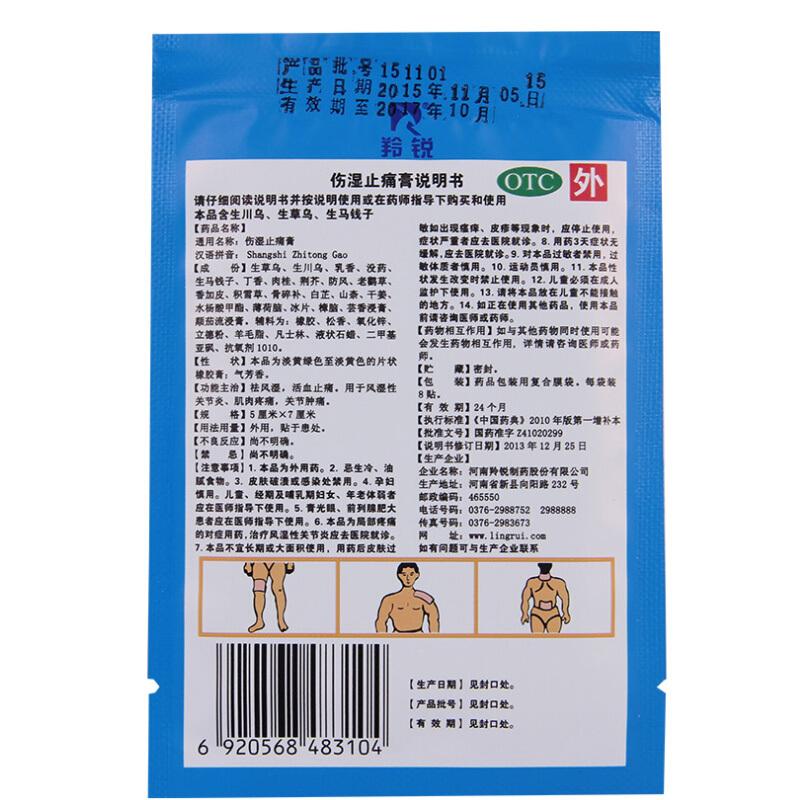 【产品批号】151101 15
【生产日期】2015年11月05日
【有效期至】2017年10月
羚锐
伤湿止痛膏说明书
OTC
外
请仔细阅读说明书并按说明使用或在药师指导下购买和使用
本品含生川乌、生草乌、生马钱子
【药品名称】
通用名称：伤湿止痛膏
汉语拼音：Shangshi Zhitong Gao
【成　份】生草乌、生川乌、乳香、没药、
生马钱子、丁香、肉桂、荆芥、防风、老鹳草、
香加皮、积雪草、骨碎补、白芷、山柰、干姜、
水杨酸甲酯、薄荷脑、冰片、樟脑、芸香浸膏、
颠茄流浸膏。辅料为：橡胶、松香、氧化锌、
立德粉、羊毛脂、凡士林、液状石蜡、二甲基
亚砜、抗氧剂1010。
【性　状】本品为淡黄绿色至淡黄色的片状
橡胶膏；气芳香。
【功能主治】祛风湿，活血止痛。用于风湿性
关节炎、肌肉疼痛，关节肿痛。
【规　格】5厘米×7厘米
【用法用量】外用，贴于患处。
【不良反应】尚不明确。
【禁　忌】尚不明确。
【注意事项】1.本品为外用药。2.忌生冷、油
腻食物。3.皮肤破溃或感染处禁用。4.孕妇
慎用。儿童、经期及哺乳期妇女、年老体弱者
应在医师指导下使用。5.青光眼、前列腺肥大
患者应在医师指导下使用。6.本品为局部疼痛
的对症用药，治疗风湿性关节炎应去医院就诊。
7.本品不宜长期或大面积使用，用药后皮肤过
敏如出现瘙痒、皮疹等现象时，应停止使用，
症状严重者应去医院就诊。8.用药3天症状无
缓解，应去医院就诊。9.对本品过敏者禁用，过
敏体质者慎用。10.运动员慎用。11.本品性
状发生改变时禁止使用。12.儿童必须在成人
监护下使用。13.请将本品放在儿童不能接触
的地方。14.如正在使用其他药品，使用本品
前请咨询医师或药师。
【药物相互作用】如与其他药物同时使用可能
会发生药物相互作用，详情请咨询医师或药
师。
【贮　藏】密封。
【包　装】药品包装用复合膜袋。每袋装
8贴。
【有 效 期】24个月
【执行标准】《中国药典》2010年版第一增补本
【批准文号】国药准字Z41020299
【说明书修订日期】2013年12月25日
【生产企业】
企业名称：河南羚锐制药股份有限公司
生产地址：河南省新县向阳路232号
邮政编码：465550
电话号码：0376-2988752 2988888
传真号码：0376-2983673
网　址：www.lingrui.com
如有问题可与生产企业联系
6 920568 483104
【生产日期】见封口处。
【产品批号】见封口处。
【有 效 期】见封口处。